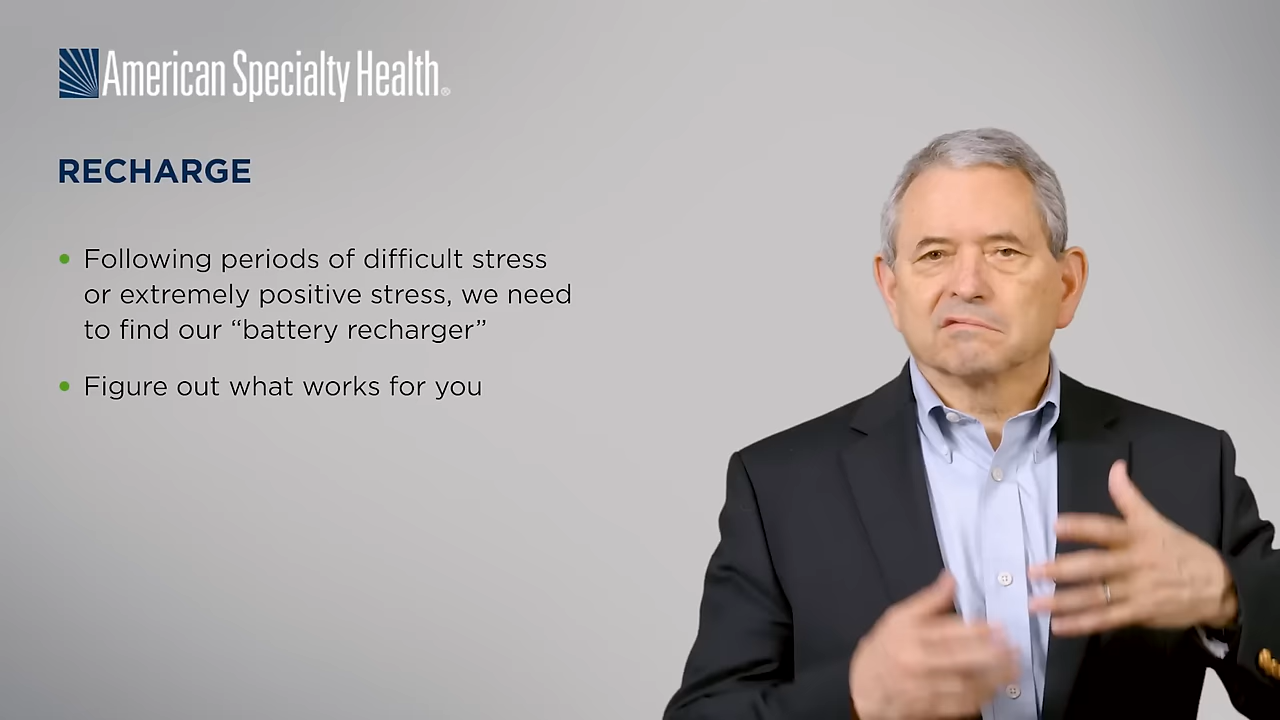 American Specialty Health®
RECHARGE
• Following periods of difficult stress
or extremely positive stress, we need
to find our “battery recharger”
• Figure out what works for you